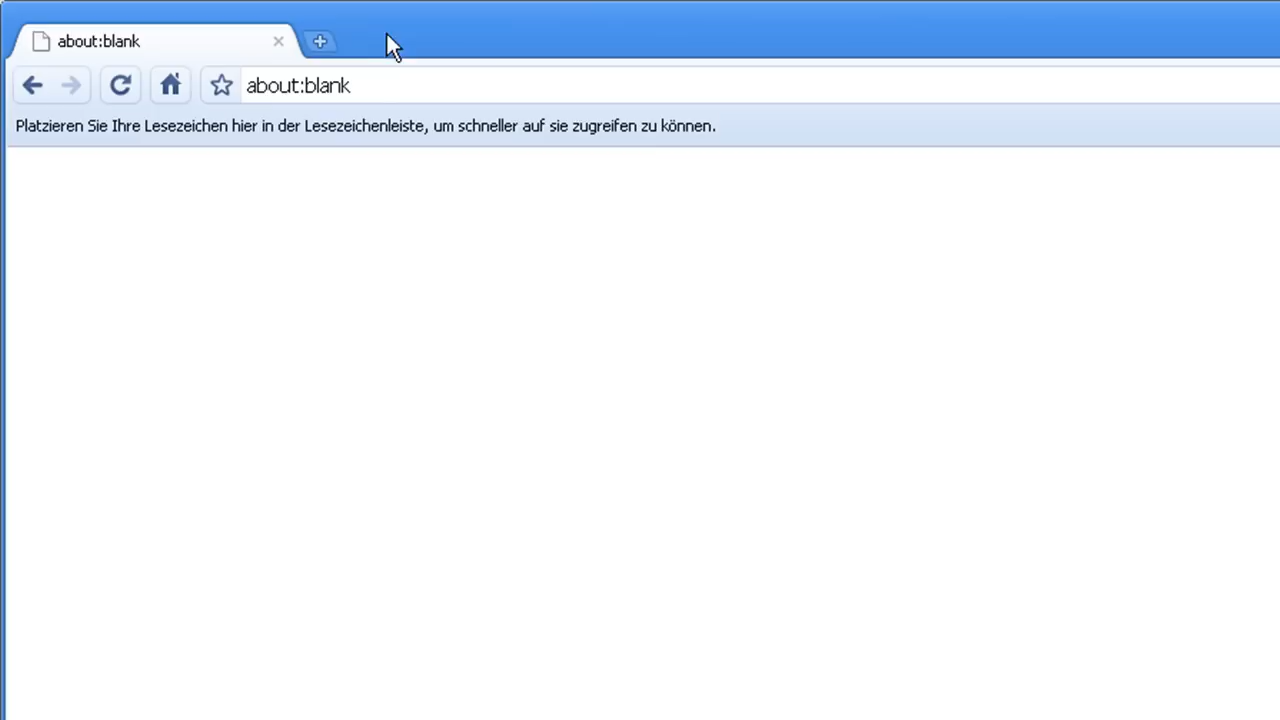 about:blank
about:blank
Platzieren Sie Ihre Lesezeichen hier in der Lesezeichenleiste, um schneller auf sie zugreifen zu können.